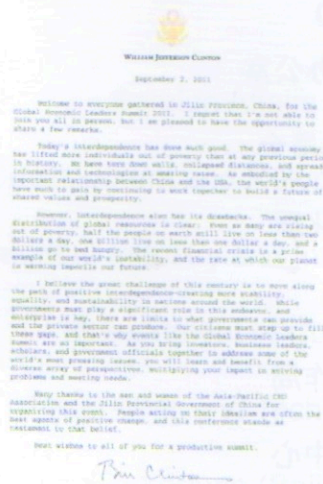 WILLIAM JEFFERSON CLINTON
September 2, 2011
Welcome to everyone gathered in Jilin Province, China, for the
Global Economic Leaders Summit 2011. I regret that I'm not able to
join you all in person, but I am pleased to have the opportunity to
share a few remarks.
Today's interdependence has done much good. The global economy
has lifted more individuals out of poverty than at any previous period
in history. We have torn down walls, collapsed distances, and spread
information and technologies at amazing rates. As embodied by the
important relationship between China and the USA, the world's people
have much to gain by continuing to work together to build a future of
shared values and prosperity.
However, interdependence also has its drawbacks. The unequal
distribution of global resources is clear. Even as many are rising
out of poverty, half the people on earth still live on less than two
dollars a day, one billion live on less than one dollar a day, and a
billion go to bed hungry. The recent financial crisis is a prime
example of our world's instability, and the rate at which our planet
is warming imperils our future.
I believe the great challenge of this century is to move along
the path of positive interdependence-creating more stability,
equality, and sustainability in nations around the world. While
governments must play a significant role in this endeavor, and
enterprise is key, there are limits to what governments can provide
and the private sector can produce. Our citizens must step up to fill
these gaps, and that's why events like the Global Economic Leaders
Summit are so important. As you bring investors, business leaders,
scholars, and government officials together to address some of the
world's most pressing issues, you will learn and benefit from a
diverse array of perspectives, multiplying your impact in solving
problems and meeting needs.
Many thanks to the men and women of the Asia-Pacific CEO
Association and the Jilin Provincial Government of China for
organizing this event. People acting on their idealism are often the
best agents of positive change, and this conference stands as
testament to that belief.
Best wishes to all of you for a productive summit.
Bill Clinton